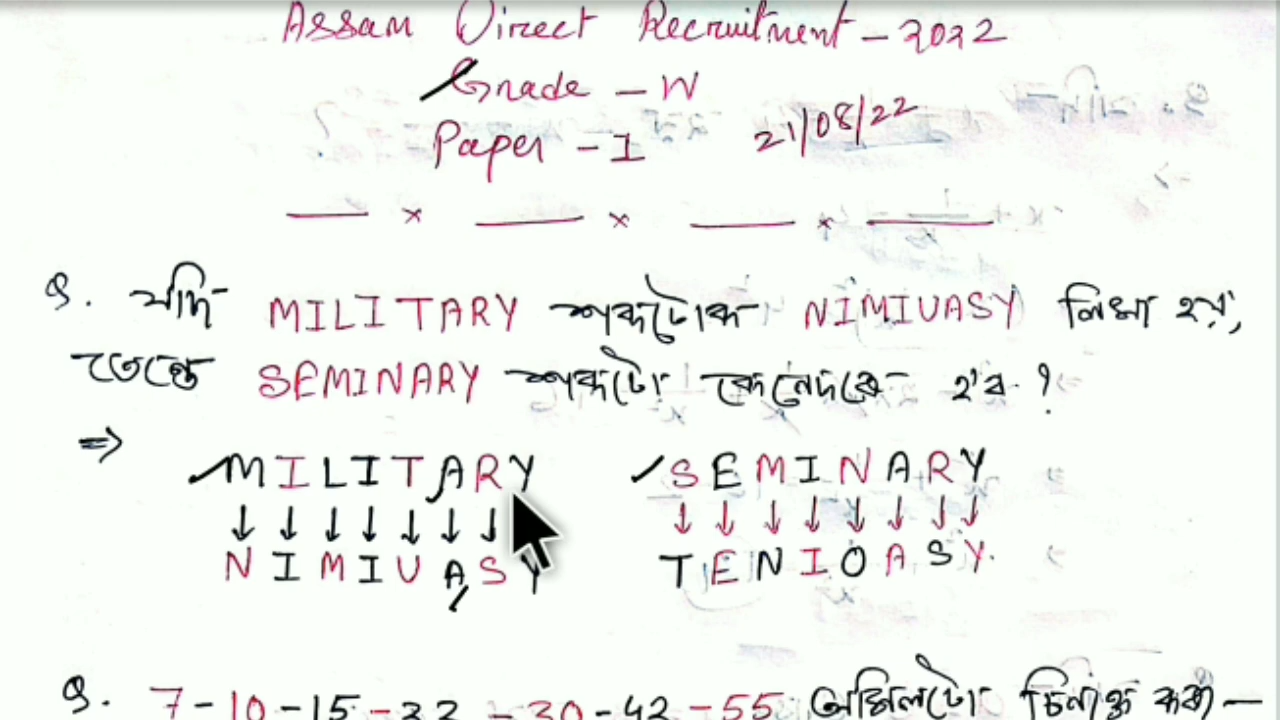 Assam Direct Recruitment - 2022
Grade - IV
Paper - I 21/08/22
Q. যদি MILITARY শব্দটোক NIMIUASY লিখা হয়,
তেন্তে SEMINARY শব্দটো কেনেদৰে হ'ব ?
⇒
MILITARY SEMINARY
↓ ↓ ↓ ↓ ↓ ↓ ↓ ↓ ↓ ↓ ↓ ↓ ↓ ↓ ↓
NIMIUASY TENIOASY.
Q. 7-10-15-22-30-42-55 অমিলটো চিনাক্ত কৰা —